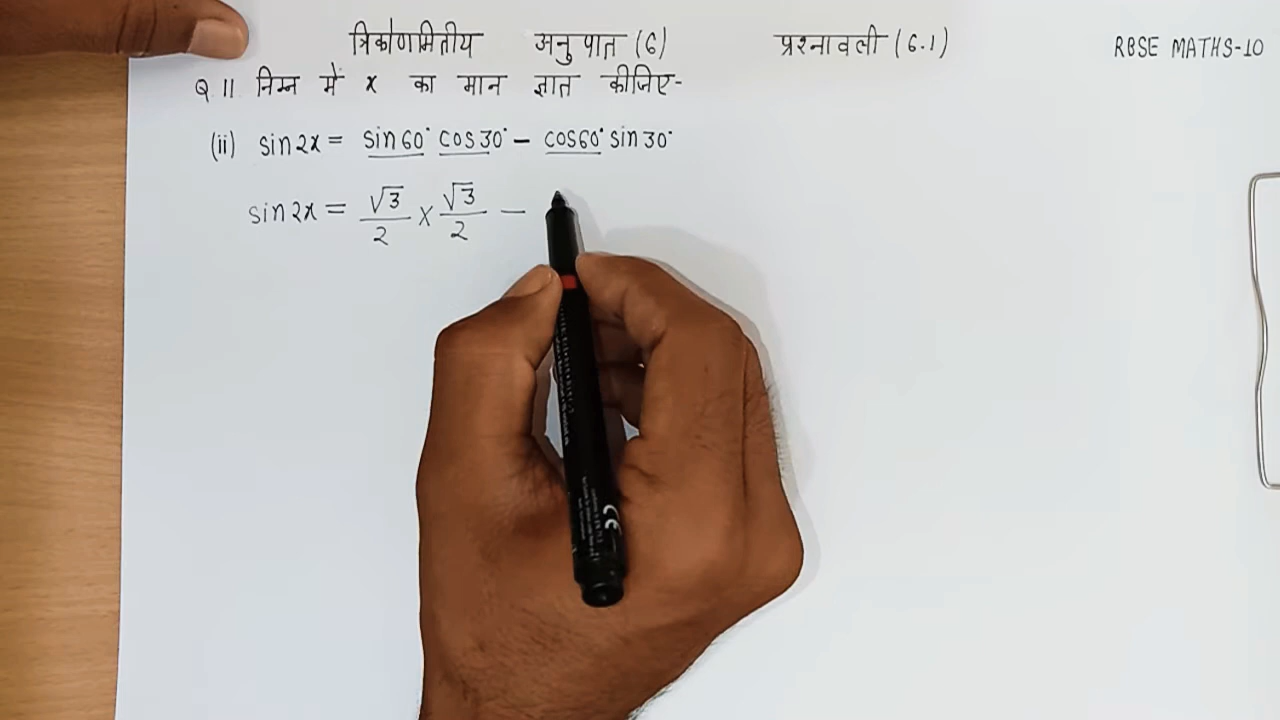 त्रिकोणमितीय अनुपात (6) प्रश्नावली (6.1) RBSE MATHS-10
Q 11 निम्न में x का मान ज्ञात कीजिए-
(ii) sin2x = sin60° cos30° - cos60° sin30°
sin2x = √3/2 × √3/2 -
CE